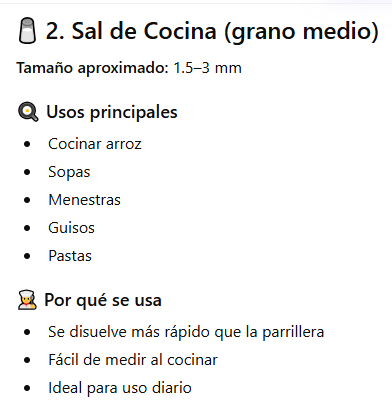 2. Sal de Cocina (grano medio)
Tamaño aproximado: 1.5–3 mm
Usos principales
• Cocinar arroz
• Sopas
• Menestras
• Guisos
• Pastas
Por qué se usa
• Se disuelve más rápido que la parrillera
• Fácil de medir al cocinar
• Ideal para uso diario